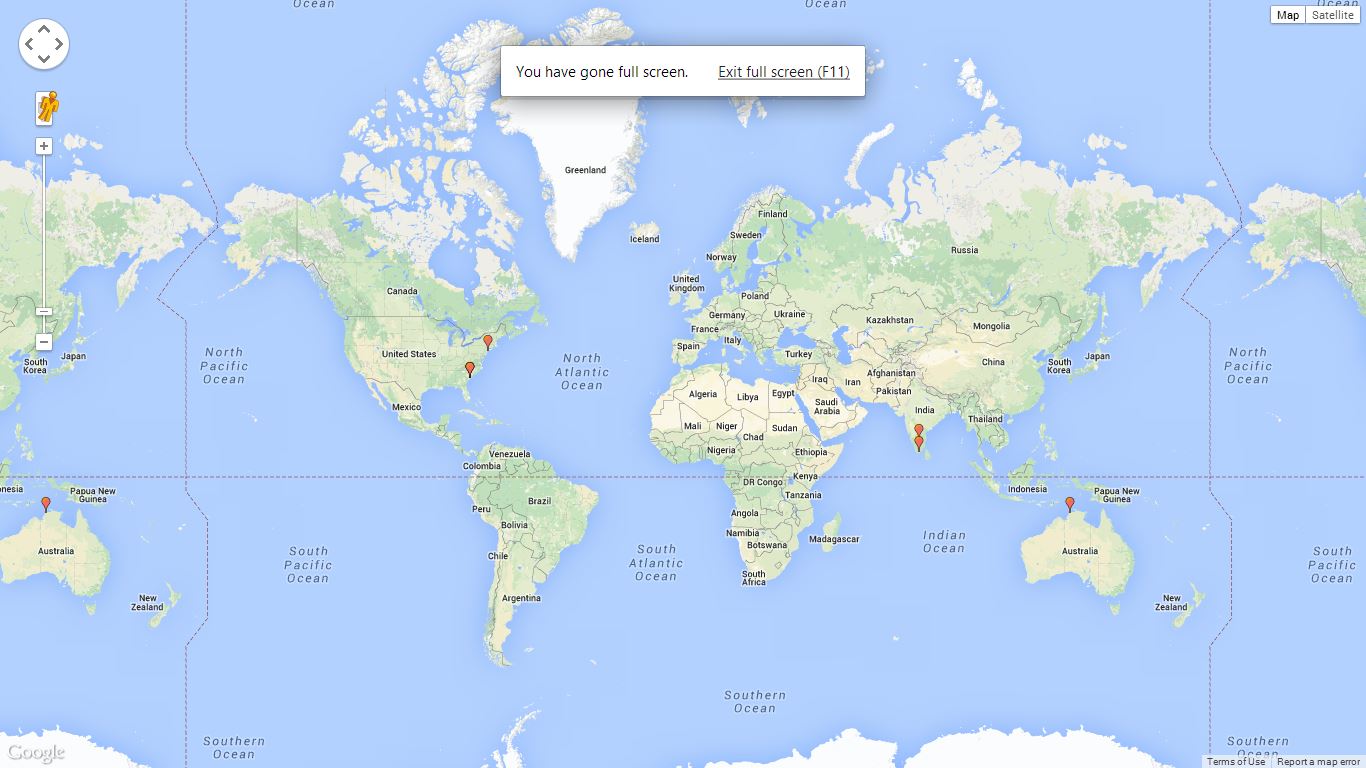 Ocean
Ocean
Ocean
Map
Satellite
You have gone full screen.
Exit full screen (F11)
Greenland
Finland
Iceland
Sweden
Norway
Russia
United
Kingdom
Canada
Poland
Germany
Ukraine
France
Kazakhstan
Mongolia
Italy
Spain
United States
Turkey
China
South
Korea
Japan
North
Pacific
Ocean
North
Atlantic
Ocean
South
Korea
Japan
North
Pacific
Ocean
Iraq
Iran
Afghanistan
Pakistan
Algeria
Libya
Egypt
Saudi
Arabia
Mexico
India
Thailand
Mali
Niger
Chad
Sudan
Nigeria
Ethiopia
Venezuela
Colombia
Kenya
DR Congo
Tanzania
nesia
Papua New
Guinea
Indonesia
Papua New
Guinea
Brazil
Peru
Angola
Bolivia
Namibia
Botswana
Madagascar
Indian
Ocean
Australia
South
Pacific
Ocean
Chile
South
Atlantic
Ocean
South
Africa
Australia
South
Pacific
Ocean
New
Zealand
Argentina
New
Zealand
Southern
Ocean
Southern
Ocean
Southern
Ocean
Google
Terms of Use
Report a map error